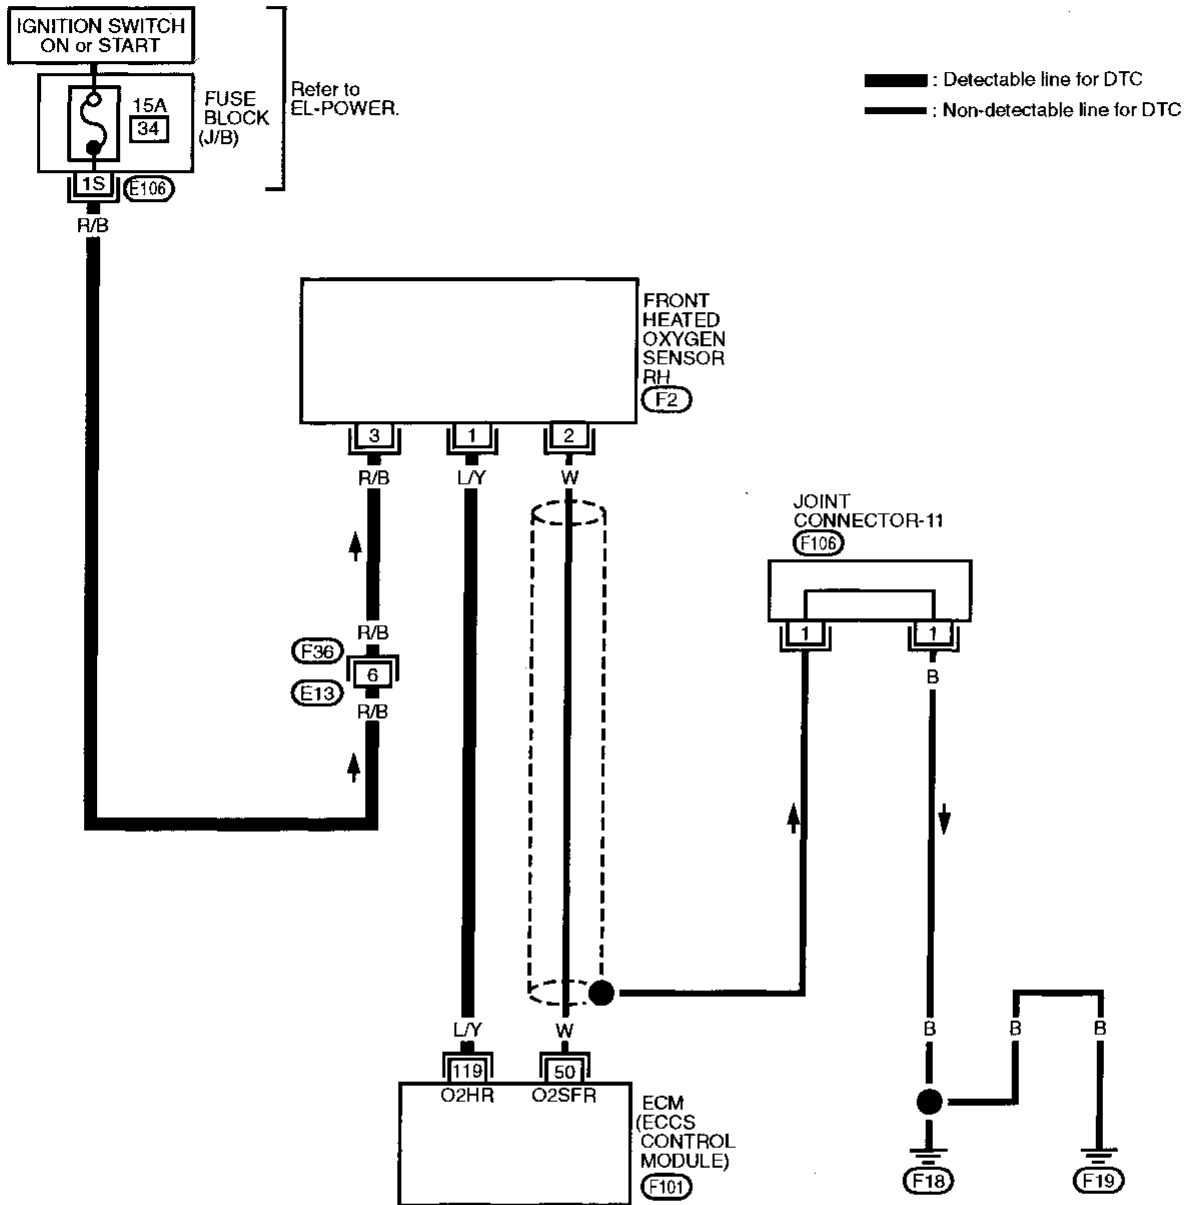 IGNITION SWITCH
ON or START
15A
34
FUSE
BLOCK
(J/B)
Refer to
EL-POWER.
1S
E106
R/B
: Detectable line for DTC
: Non-detectable line for DTC
FRONT
HEATED
OXYGEN
SENSOR
RH
F2
3
1
2
R/B
L/Y
W
JOINT
CONNECTOR-11
F106
1
1
B
R/B
F36
6
E13
R/B
L/Y
W
B
B
B
119
50
O2HR
O2SFR
ECM
(ECCS
CONTROL
MODULE)
F101
F18
F19